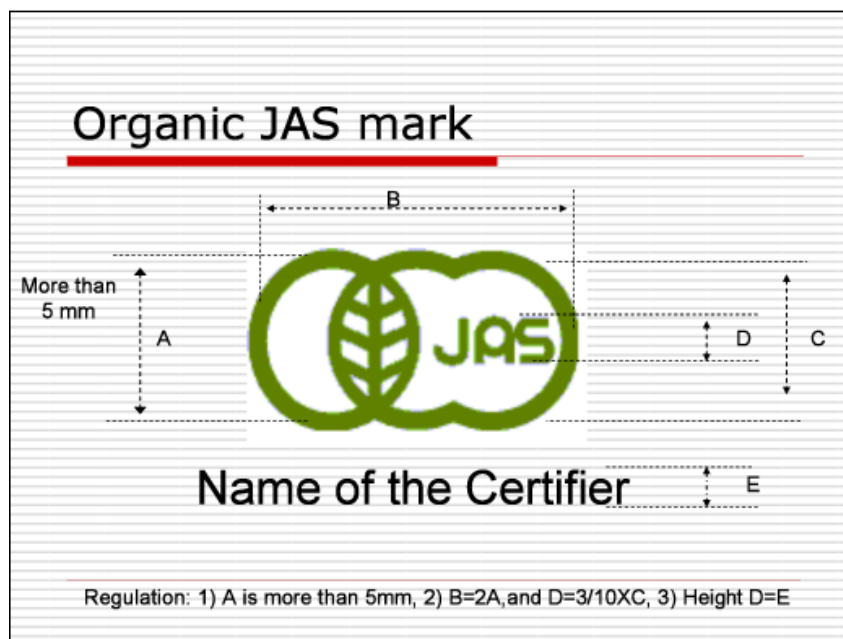 Organic JAS mark
B
More than
5 mm
A
JAS
D
C
Name of the Certifier
E
Regulation: 1) A is more than 5mm, 2) B=2A,and D=3/10XC, 3) Height D=E